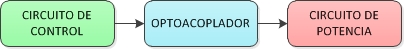 CIRCUITO DE
CONTROL
OPTOACOPLADOR
CIRCUITO DE
POTENCIA